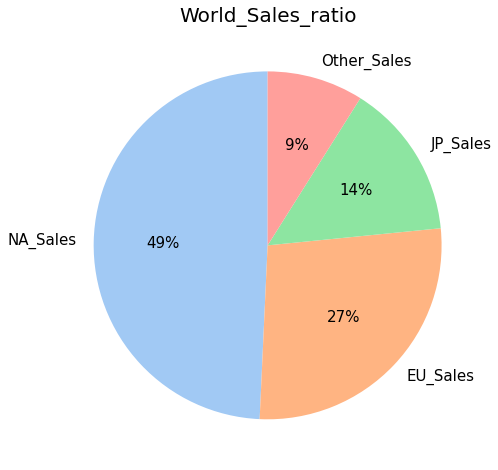 World_Sales_ratio
Other_Sales
9%
JP_Sales
14%
NA_Sales
49%
27%
EU_Sales